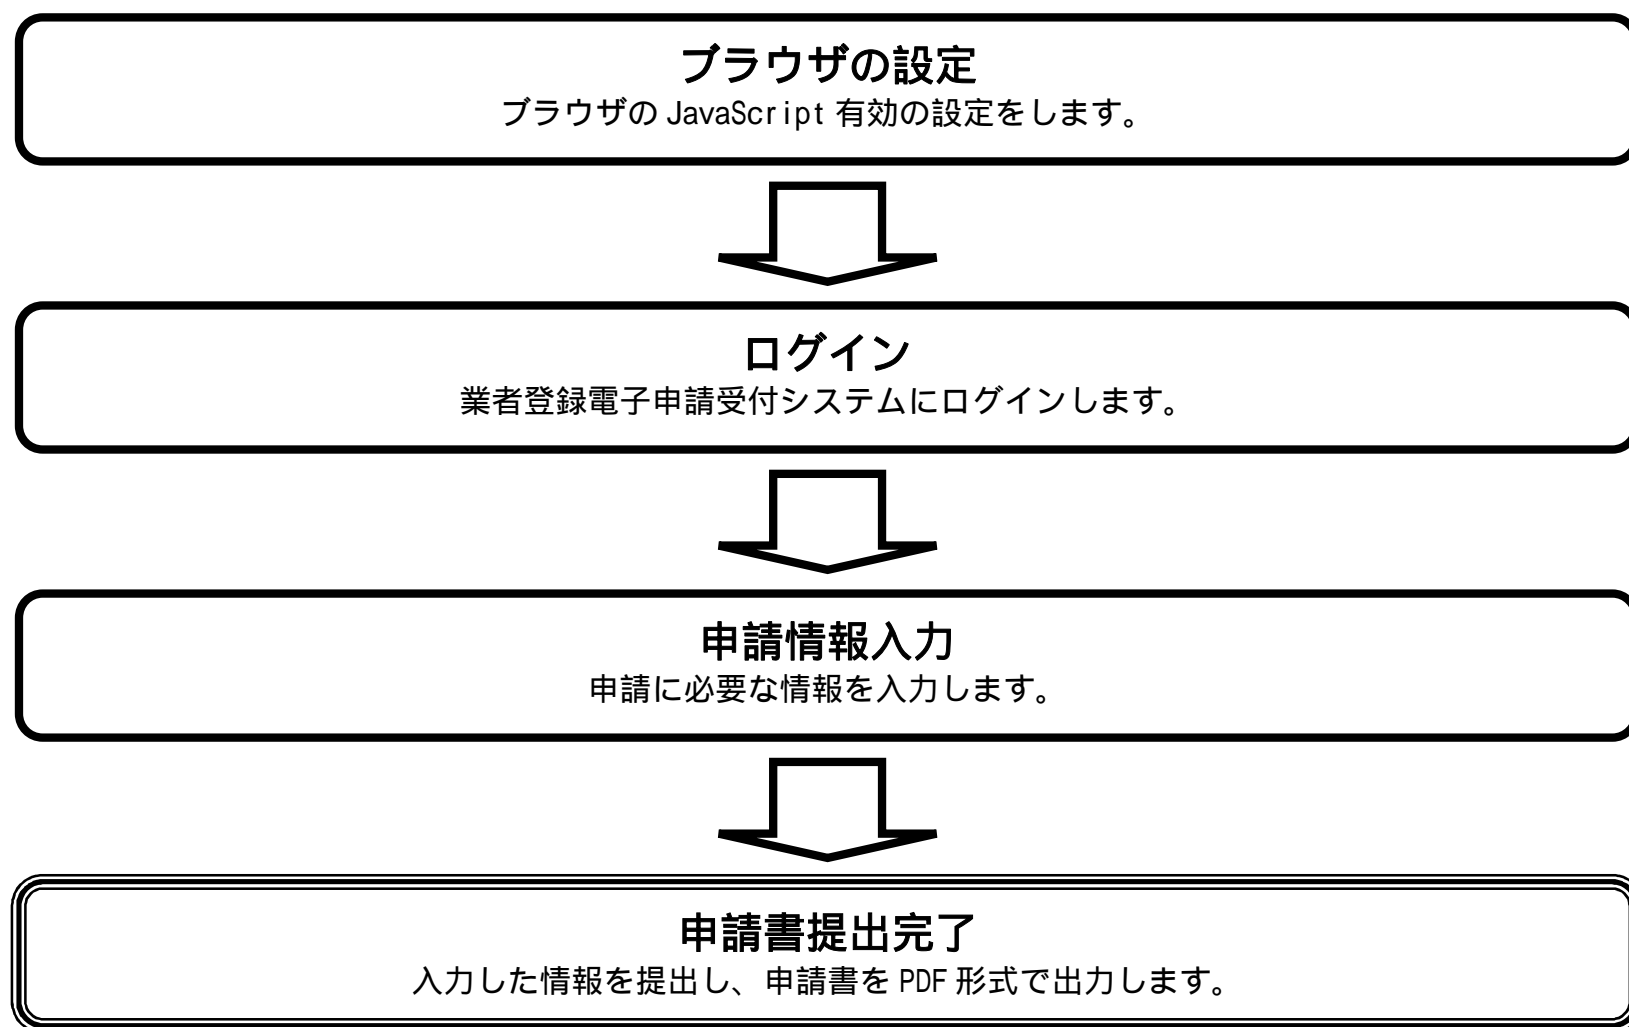 ブラウザの設定
ブラウザの JavaScript 有効の設定をします。
ログイン
業者登録電子申請受付システムにログインします。
申請情報入力
申請に必要な情報を入力します。
申請書提出完了
入力した情報を提出し、申請書を PDF 形式で出力します。